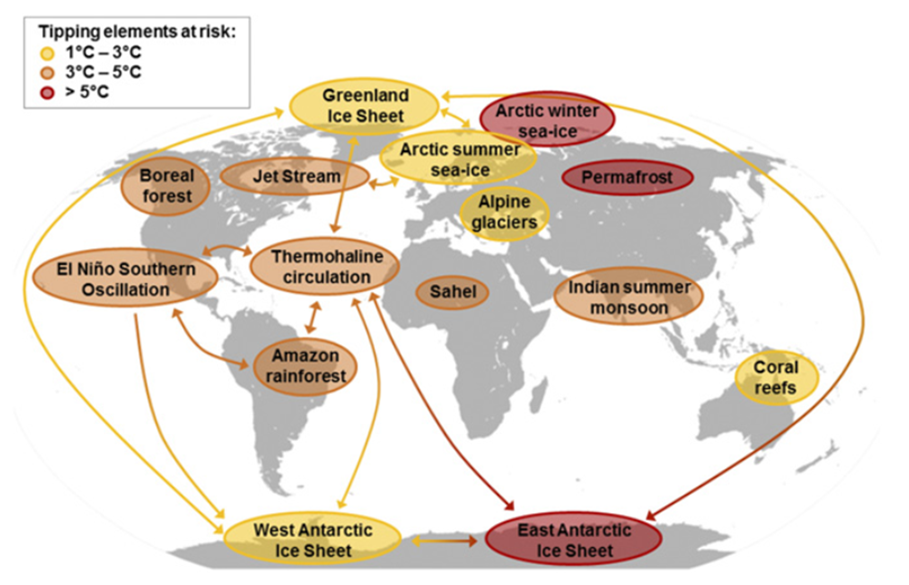 Tipping elements at risk:
1°C – 3°C
3°C – 5°C
> 5°C
Greenland
Ice Sheet
Arctic winter
sea-ice
Arctic summer
sea-ice
Boreal
forest
Jet Stream
Permafrost
Alpine
glaciers
El Niño Southern
Oscillation
Thermohaline
circulation
Sahel
Indian summer
monsoon
Amazon
rainforest
Coral
reefs
West Antarctic
Ice Sheet
East Antarctic
Ice Sheet